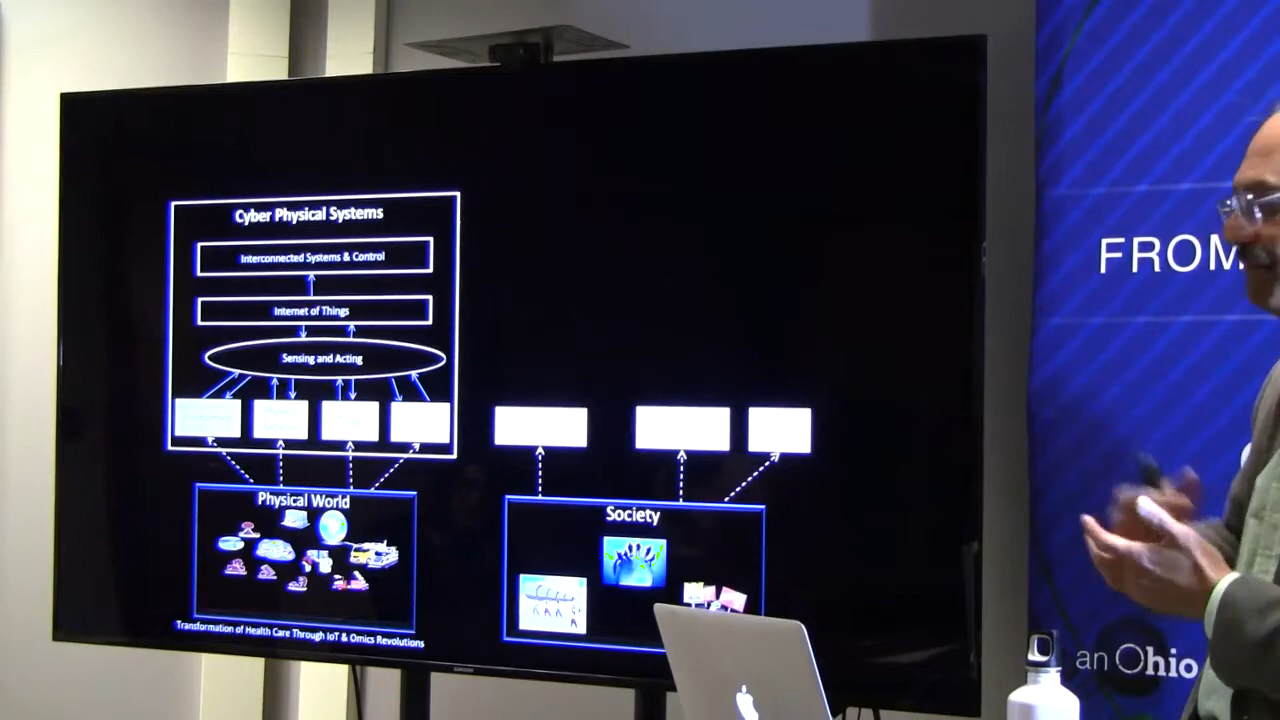 Cyber Physical Systems
Interconnected Systems & Control
Internet of Things
Sensing and Acting
Physical World
Society
Transformation of Health Care Through IoT & Omics Revolutions
FROM
an Ohio
SAMSUNG